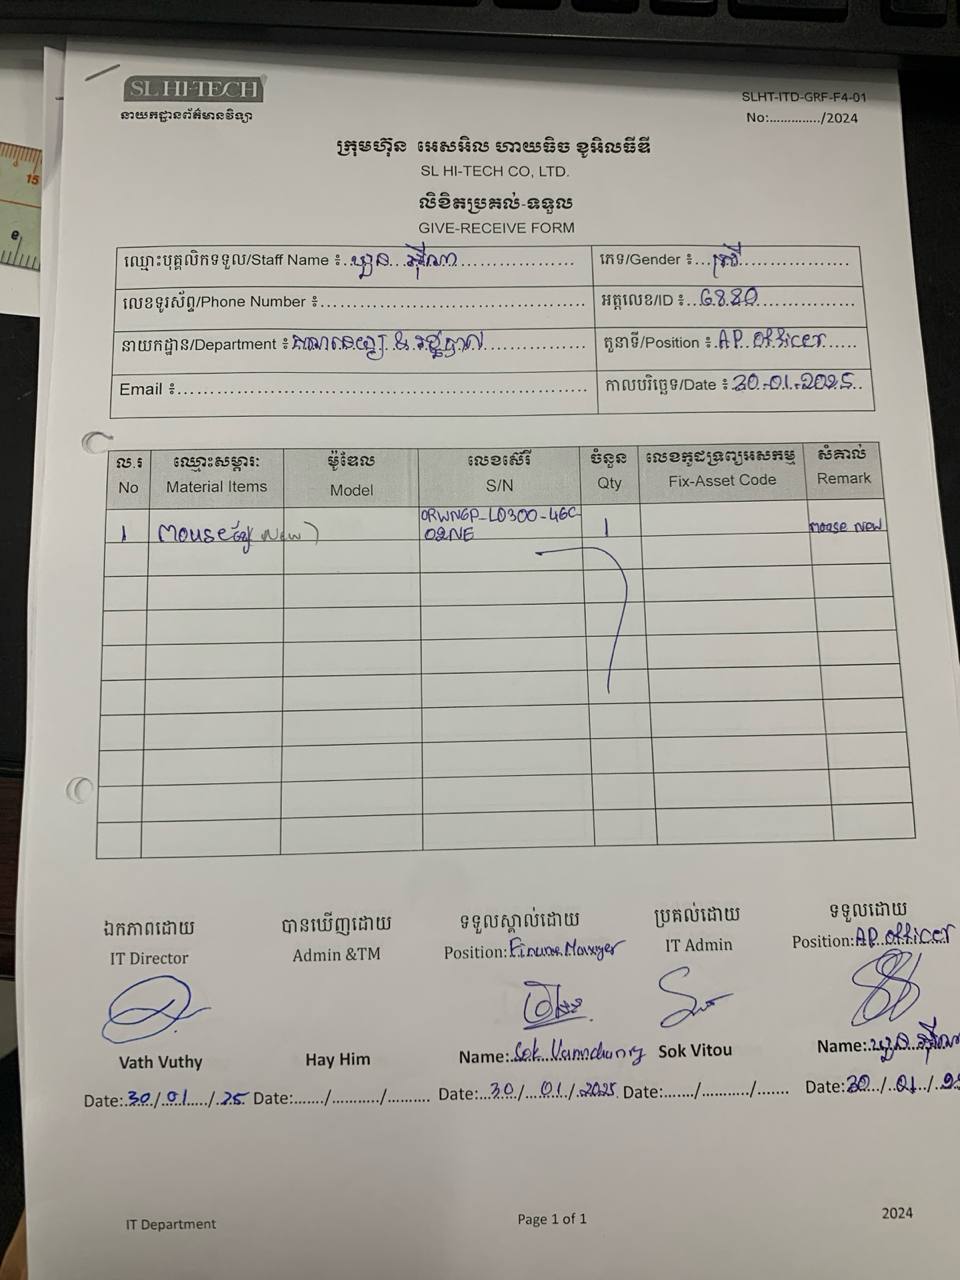 SL HI-TECH
នាយកដ្ឋានព័ត៌មានវិទ្យា
SLHT-ITD-GRF-F4-01
No:............../2024
ក្រុមហ៊ុន អេសអិល ហាយធិច ខូអិលធីឌី
SL HI-TECH CO, LTD.
លិខិតប្រគល់-ទទួល
GIVE-RECEIVE FORM
ឈ្មោះបុគ្គលិកទទួល/Staff Name ៖
ភេទ/Gender ៖ ស្រី
លេខទូរស័ព្ទ/Phone Number ៖
អត្តលេខ/ID ៖ 6880
នាយកដ្ឋាន/Department ៖ គណនេយ្យ &
តួនាទី/Position ៖ AP Officer
Email ៖
កាលបរិច្ឆេទ/Date ៖ 30-01-2025
ល.រ ឈ្មោះសម្ភារៈ ម៉ូឌែល លេខស៊េរី ចំនួន លេខកូដទ្រព្យអសកម្ម សំគាល់
No Material Items Model S/N Qty Fix-Asset Code Remark
1 Mouse New) 0RWNGP-LO300-46C- 1 mouse New
02NE
ឯកភាពដោយ បានឃើញដោយ ទទួលស្គាល់ដោយ ប្រគល់ដោយ ទទួលដោយ
IT Director Admin &TM Position: Finance Manager IT Admin Position: AP officer
Vath Vuthy Hay Him Name: Sok Sok Vitou Name:
Date: 30/01/25 Date:......./.........../......... Date: 30/01/2025 Date:......./.........../....... Date: 30/01/
IT Department Page 1 of 1 2024